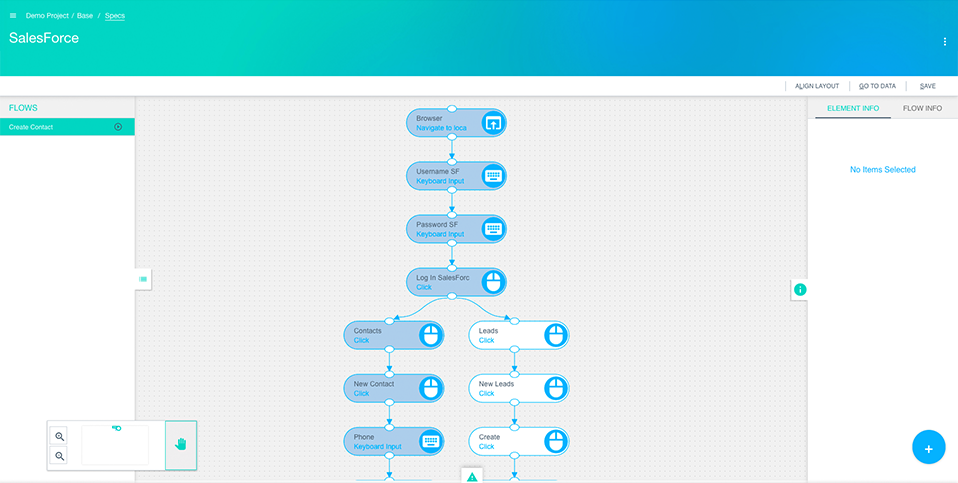 Demo Project / Base / Specs
SalesForce
ALIGN LAYOUT
GO TO DATA
SAVE
FLOWS
Create Contact
ELEMENT INFO
FLOW INFO
No Items Selected
Browser
Navigate to loca
Username SF
Keyboard Input
Password SF
Keyboard Input
Log In SalesForc
Click
Contacts
Click
Leads
Click
New Contact
Click
New Leads
Click
Phone
Keyboard Input
Create
Click